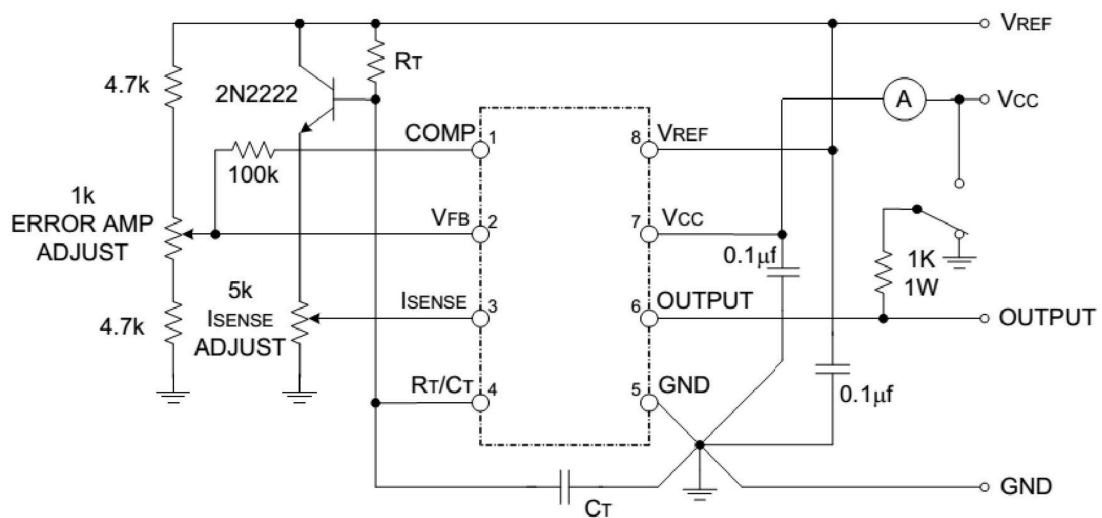 VREF
RT
4.7k
2N2222
A
VCC
COMP
1
8
VREF
100k
1k
ERROR AMP
ADJUST
VFB
2
7
VCC
0.1µf
1K
1W
5k
ISENSE
ADJUST
4.7k
ISENSE
3
6
OUTPUT
OUTPUT
RT/CT
4
5
GND
0.1µf
CT
GND